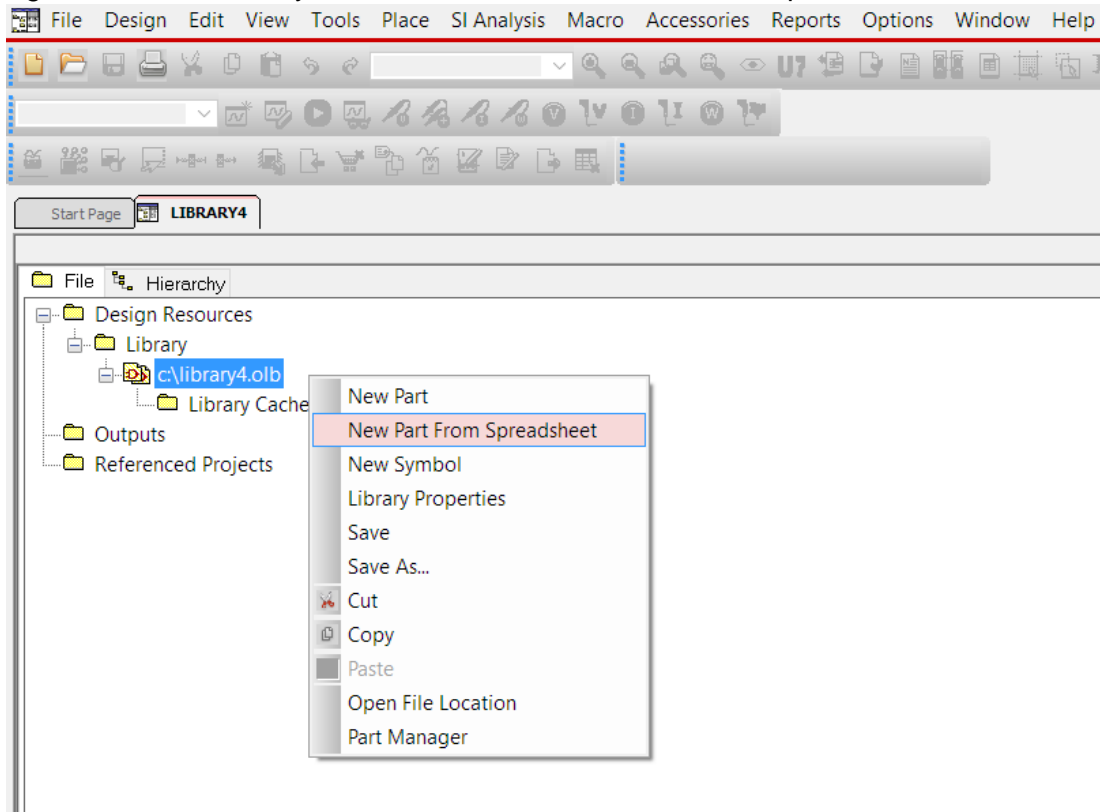 File Design Edit View Tools Place SI Analysis Macro Accessories Reports Options Window Help
U?
V V I I W
Start Page LIBRARY4
File Hierarchy
Design Resources
Library
c:\library4.olb
Library Cache
Outputs
Referenced Projects
New Part
New Part From Spreadsheet
New Symbol
Library Properties
Save
Save As...
Cut
Copy
Paste
Open File Location
Part Manager